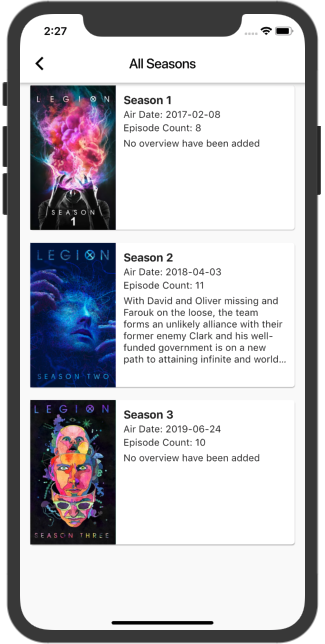 2:27
All Seasons
LEGION
SEASON
1
Season 1
Air Date: 2017-02-08
Episode Count: 8
No overview have been added
LEGION
SEASON TWO
Season 2
Air Date: 2018-04-03
Episode Count: 11
With David and Oliver missing and
Farouk on the loose, the team
forms an unlikely alliance with their
former enemy Clark and his well-
funded government is on a new
path to attaining infinite and world...
LEGION
SEASON THREE
Season 3
Air Date: 2019-06-24
Episode Count: 10
No overview have been added